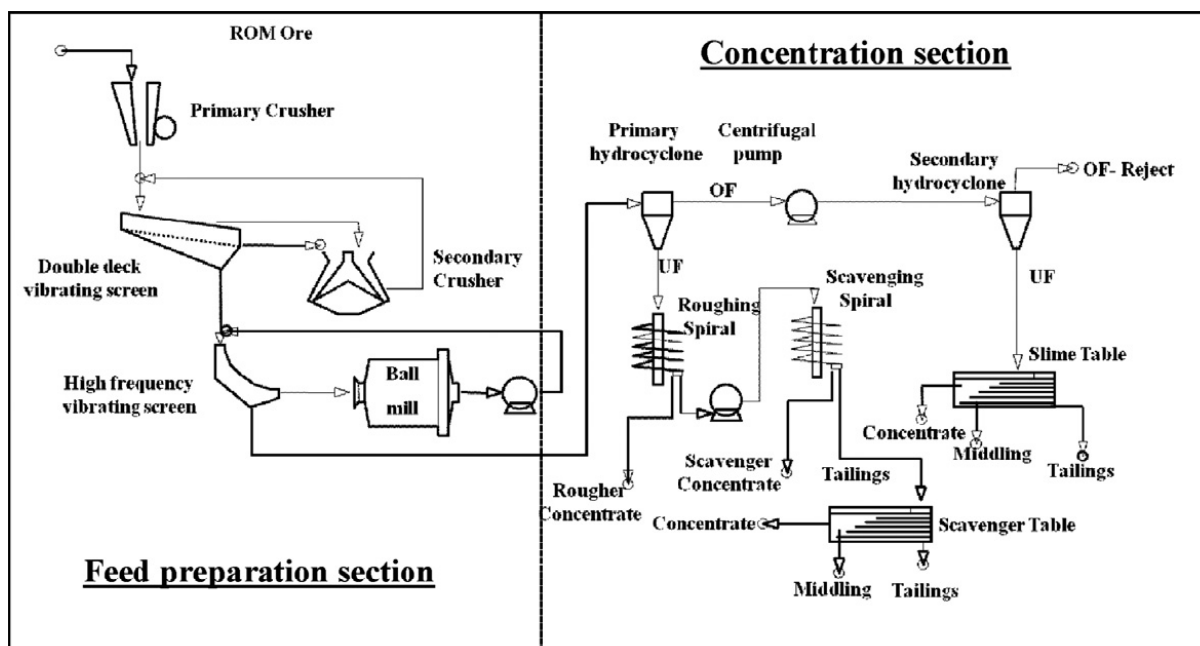 ROM Ore
Primary Crusher
Double deck
vibrating screen
Secondary
Crusher
High frequency
vibrating screen
Ball
mill
Feed preparation section
Concentration section
Primary
hydrocyclone
Centrifugal
pump
OF
Secondary
hydrocyclone
OF- Reject
UF
UF
Roughing
Spiral
Scavenging
Spiral
Slime Table
Concentrate
Middling
Tailings
Rougher
Concentrate
Scavenger
Concentrate
Tailings
Concentrate
Scavenger Table
Middling
Tailings